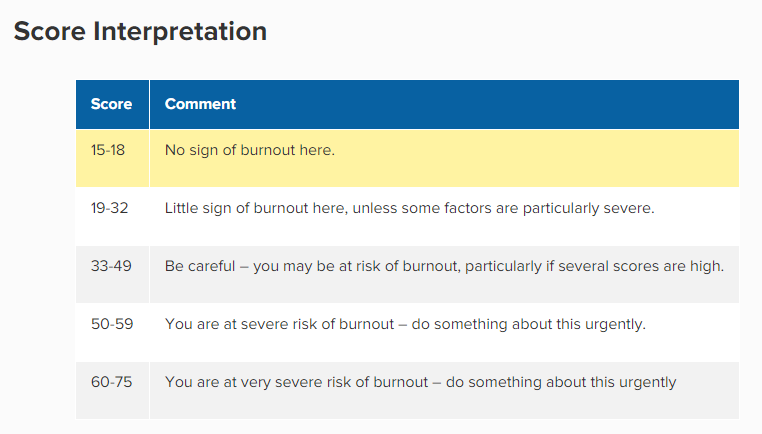 Score Interpretation
Score Comment
15-18 No sign of burnout here.
19-32 Little sign of burnout here, unless some factors are particularly severe.
33-49 Be careful – you may be at risk of burnout, particularly if several scores are high.
50-59 You are at severe risk of burnout – do something about this urgently.
60-75 You are at very severe risk of burnout – do something about this urgently